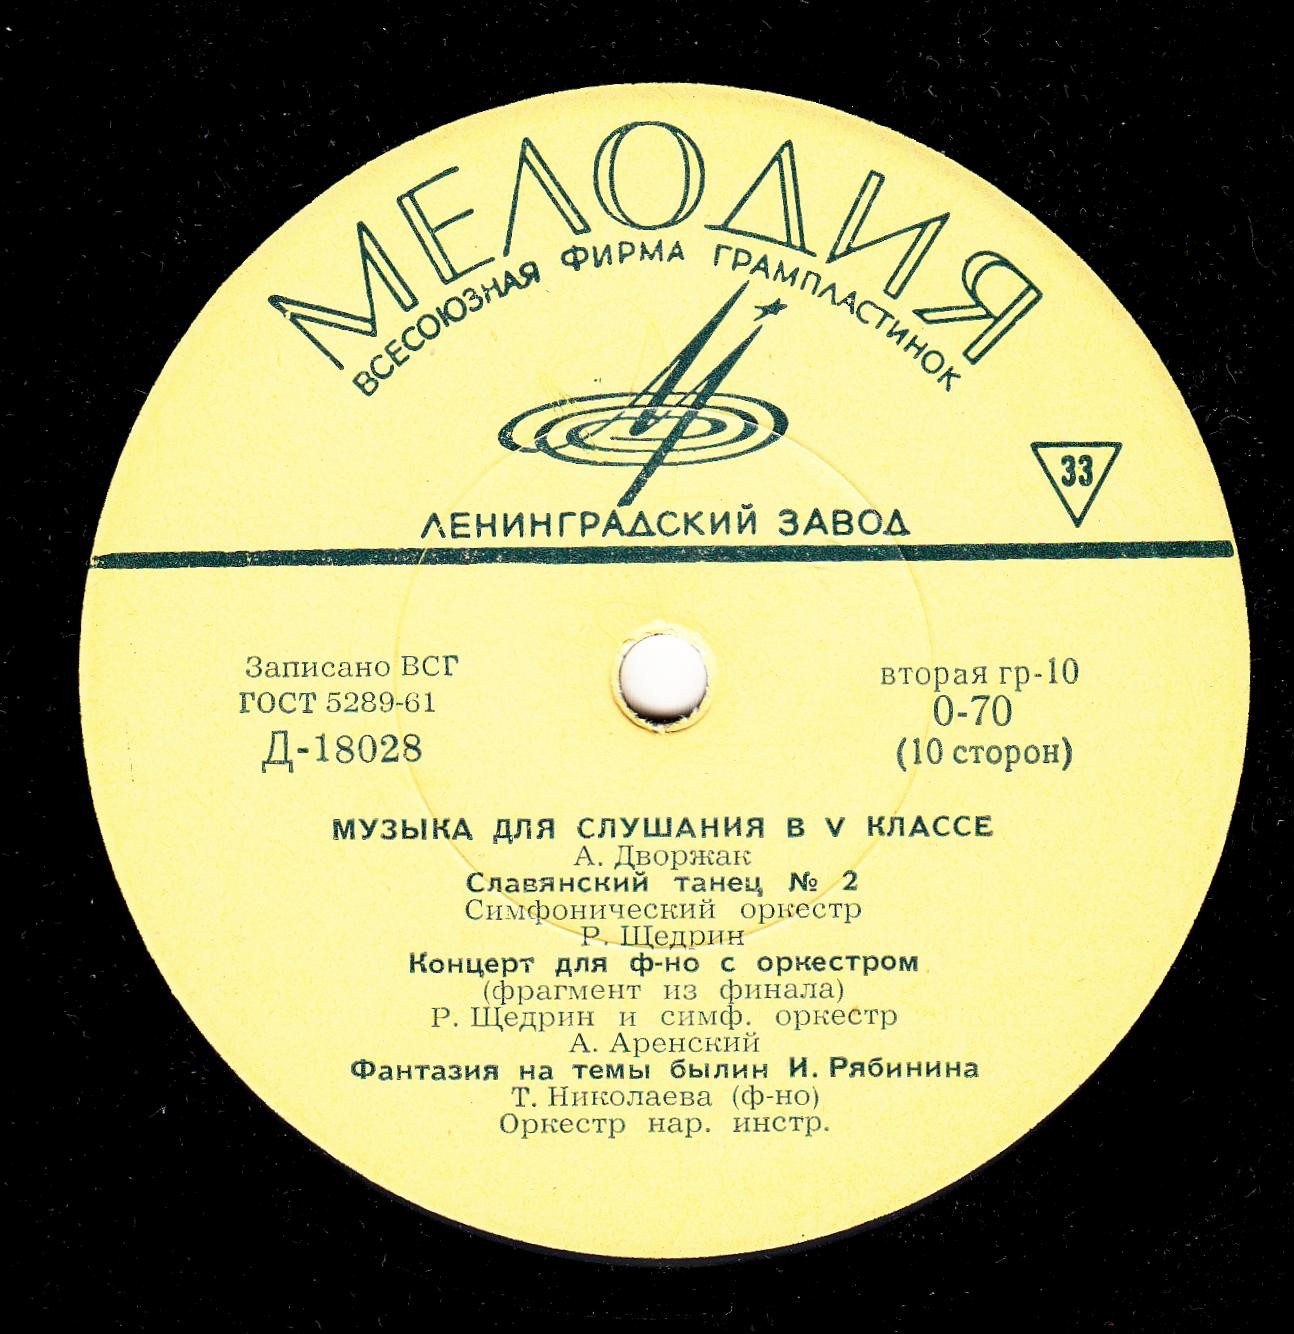 МЕЛОДИЯ
ВСЕСОЮЗНАЯ ФИРМА ГРАМПЛАСТИНОК
33
ЛЕНИНГРАДСКИЙ ЗАВОД
Записано ВСГ
ГОСТ 5289-61
Д-18028
вторая гр-10
0-70
(10 сторон)
МУЗЫКА ДЛЯ СЛУШАНИЯ В V КЛАССЕ
А. Дворжак
Славянский танец № 2
Симфонический оркестр
Р. Щедрин
Концерт для ф-но с оркестром
(фрагмент из финала)
Р. Щедрин и симф. оркестр
А. Аренский
Фантазия на темы былин И. Рябинина
Т. Николаева (ф-но)
Оркестр нар. инстр.